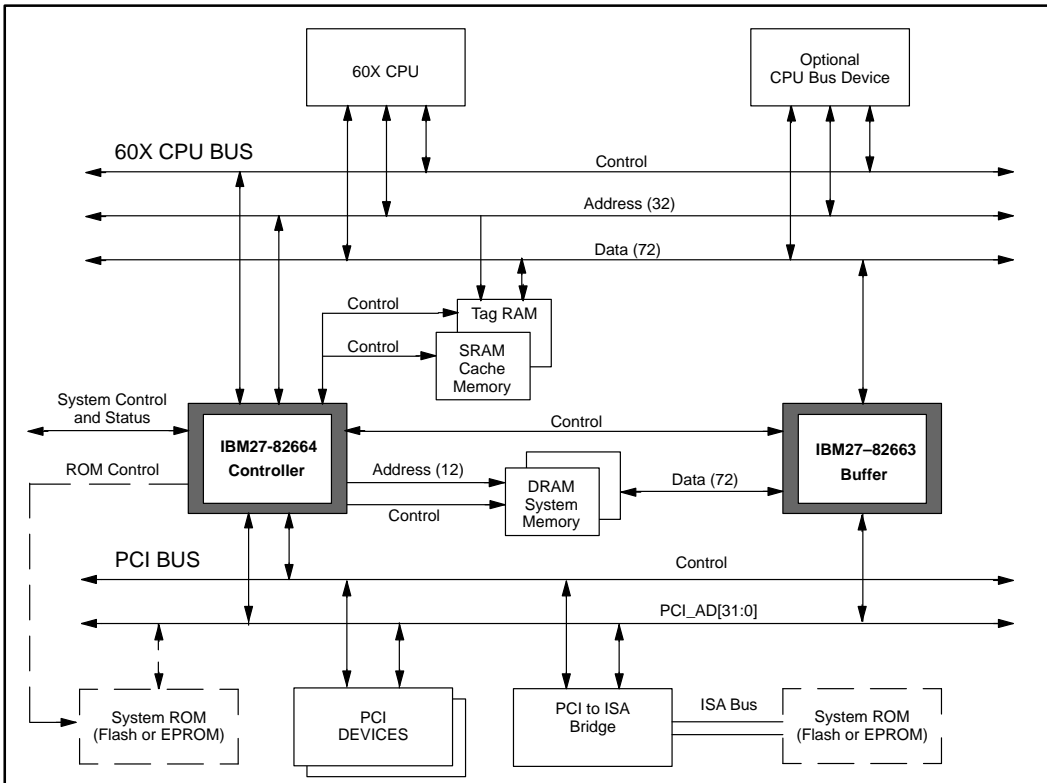 60X CPU
Optional
CPU Bus Device
60X CPU BUS
Control
Address (32)
Data (72)
Control
Tag RAM
Control
SRAM
Cache
Memory
System Control
and Status
IBM27-82664
Controller
Control
IBM27–82663
Buffer
ROM Control
Address (12)
Control
DRAM
System
Memory
Data (72)
PCI BUS
Control
PCI_AD[31:0]
System ROM
(Flash or EPROM)
PCI
DEVICES
PCI to ISA
Bridge
ISA Bus
System ROM
(Flash or EPROM)